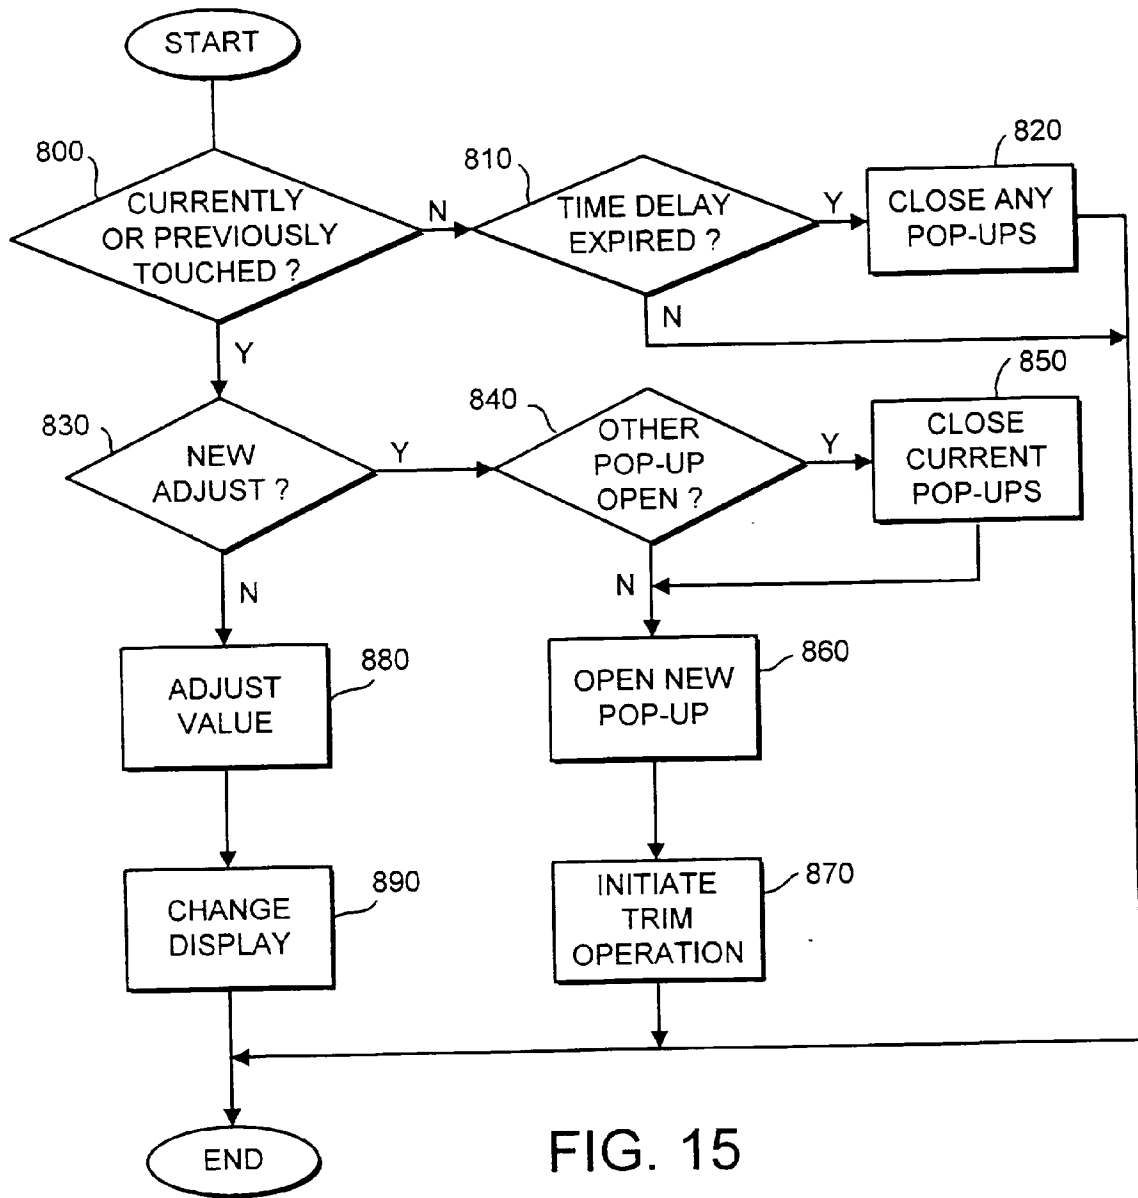 START
800
CURRENTLY
OR PREVIOUSLY
TOUCHED ?
N
810
TIME DELAY
EXPIRED ?
Y
820
CLOSE ANY
POP-UPS
N
Y
830
NEW
ADJUST ?
Y
840
OTHER
POP-UP
OPEN ?
Y
850
CLOSE
CURRENT
POP-UPS
N
N
880
ADJUST
VALUE
860
OPEN NEW
POP-UP
890
CHANGE
DISPLAY
870
INITIATE
TRIM
OPERATION
END
FIG. 15